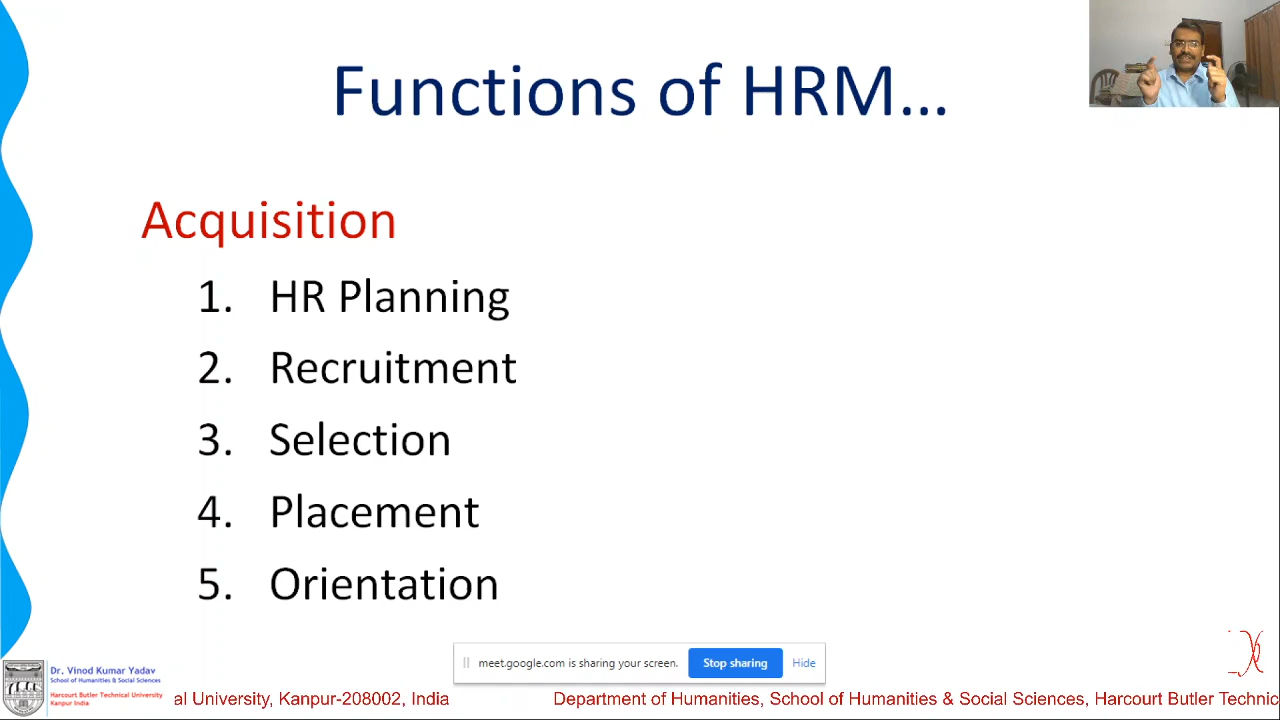 Functions of HRM...
Acquisition
1. HR Planning
2. Recruitment
3. Selection
4. Placement
5. Orientation
meet.google.com is sharing your screen. Stop sharing Hide
Dr. Vinod Kumar Yadav
School of Humanities & Social Sciences
Harcourt Butler Technical University
Kanpur India
al University, Kanpur-208002, India Department of Humanities, School of Humanities & Social Sciences, Harcourt Butler Technic